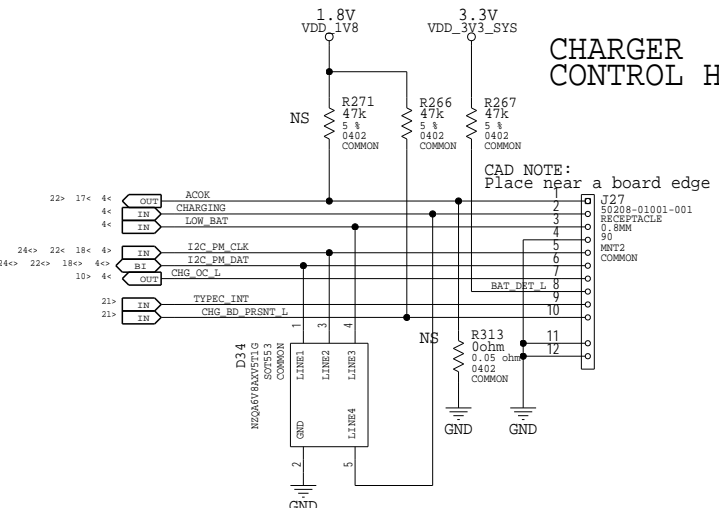 1.8V
VDD_1V8
3.3V
VDD_3V3_SYS
CHARGER
CONTROL H
NS
R271
47k
5 %
0402
COMMON
R266
47k
5 %
0402
COMMON
R267
47k
5 %
0402
COMMON
CAD NOTE:
Place near a board edge
22> 17< 4<
OUT
ACOK
1
J27
4<
IN
CHARGING
2
50208-01001-001
4<
IN
LOW_BAT
3
RECEPTACLE
0.8MM
4
90
24<> 22< 18< 4>
IN
I2C_PM_CLK
5
MNT2
24<> 22<> 18<> 4<>
BI
I2C_PM_DAT
6
COMMON
10> 4<
OUT
CHG_OC_L
7
BAT_DET_L
8
21>
IN
TYPEC_INT
9
21>
IN
CHG_BD_PRSNT_L
10
11
12
1
3
4
D34
NZQA6V8AXV5T1G
SOT553
COMMON
LINE1
LINE2
LINE3
GND
LINE4
2
5
GND
NS
R313
0ohm
0.05 ohm
0402
COMMON
GND
GND